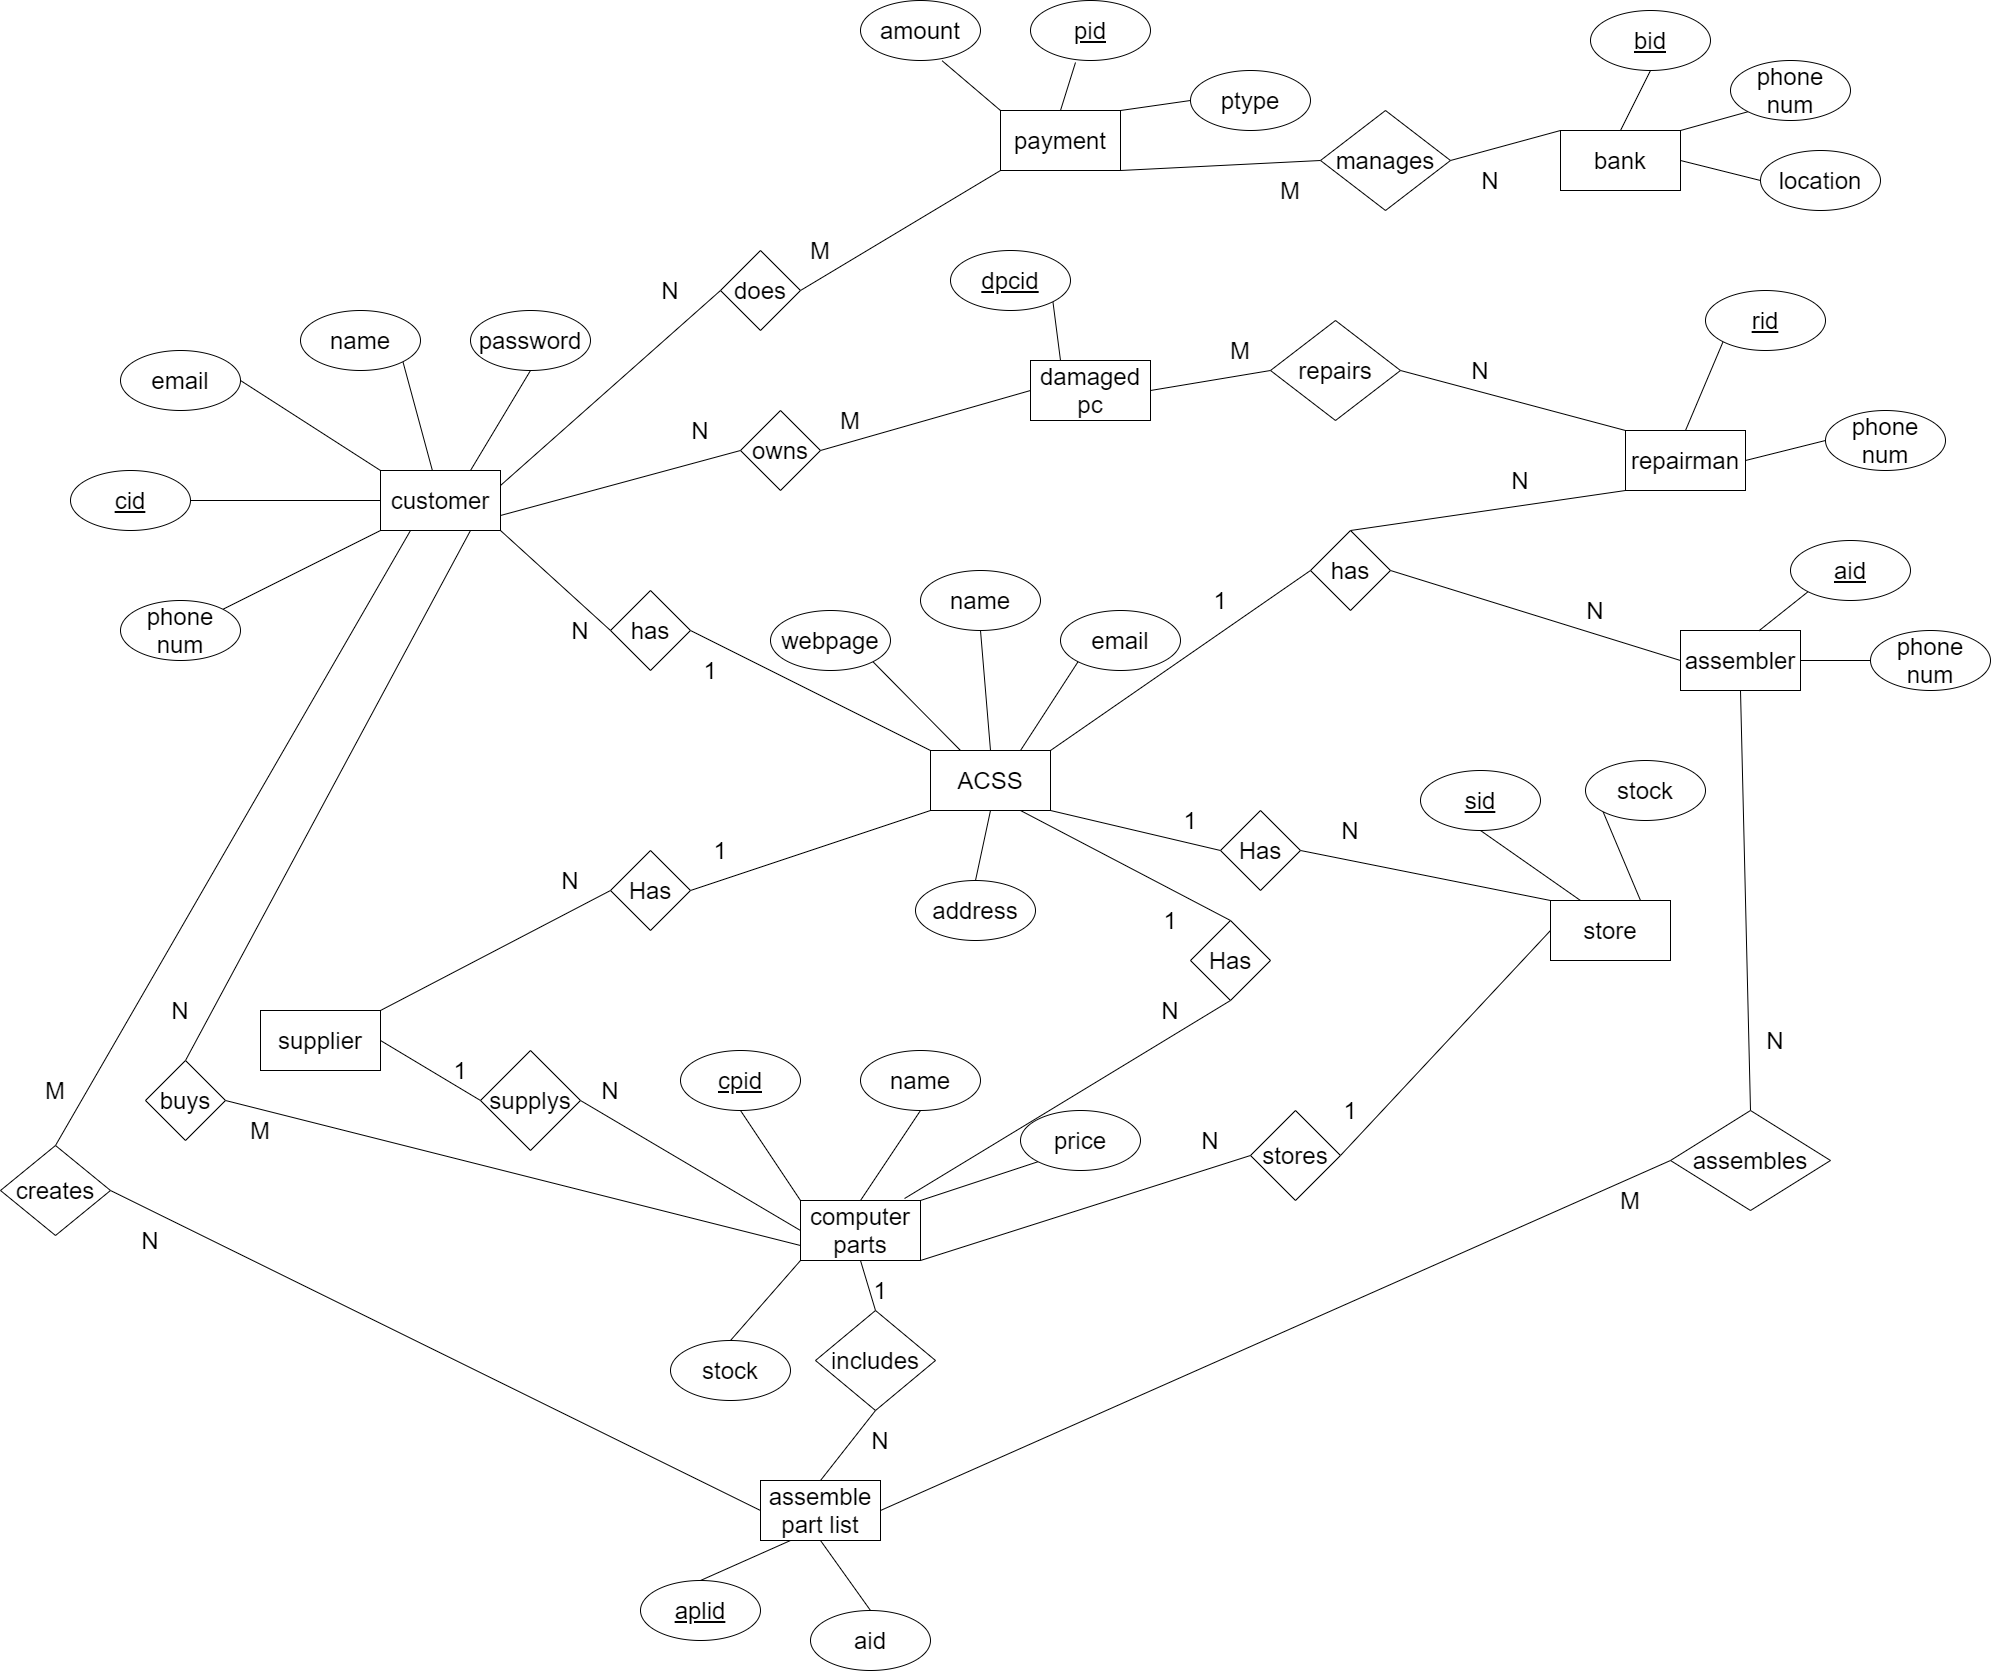 amount
pid
bid
phone
num
ptype
payment
manages
bank
location
M
N
M
does
N
dpcid
name
password
rid
email
M
repairs
N
damaged
pc
M
N
owns
phone
num
repairman
cid
customer
N
has
aid
name
1
N
phone
num
N
has
webpage
email
assembler
phone
num
1
ACSS
sid
stock
1
N
1
Has
N
Has
address
1
store
Has
N
N
supplier
N
1
cpid
name
N
M
buys
supplys
1
price
N
stores
M
assembles
creates
M
computer
parts
N
1
stock
includes
N
assemble
part list
aplid
aid